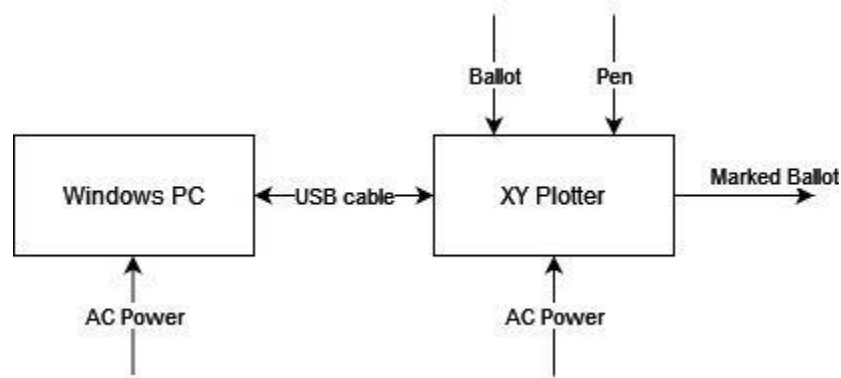 Ballot
Pen
Windows PC
USB cable
XY Plotter
Marked Ballot
AC Power
AC Power